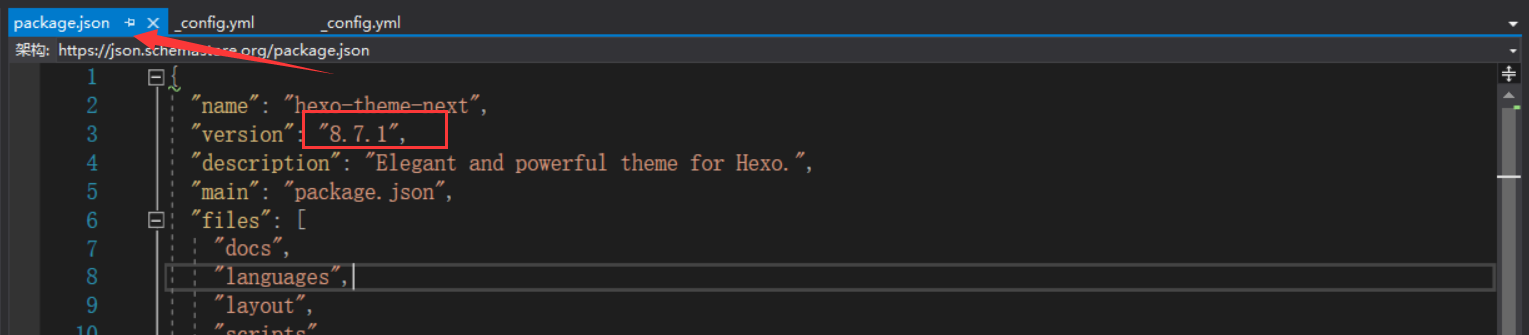 package.json _config.yml _config.yml
架构: https://json.schemastore.org/package.json
1 {
2 "name": "hexo-theme-next",
3 "version": "8.7.1",
4 "description": "Elegant and powerful theme for Hexo.",
5 "main": "package.json",
6 "files": [
7 "docs",
8 "languages",
9 "layout",
10 "scripts"